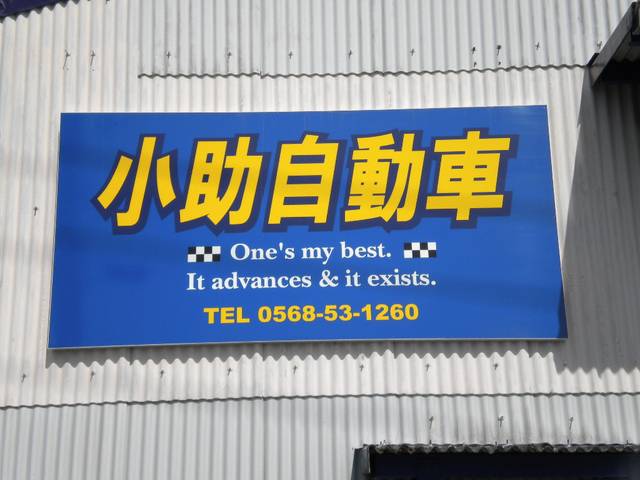 小助自動車
One's my best.
It advances & it exists.
TEL 0568-53-1260